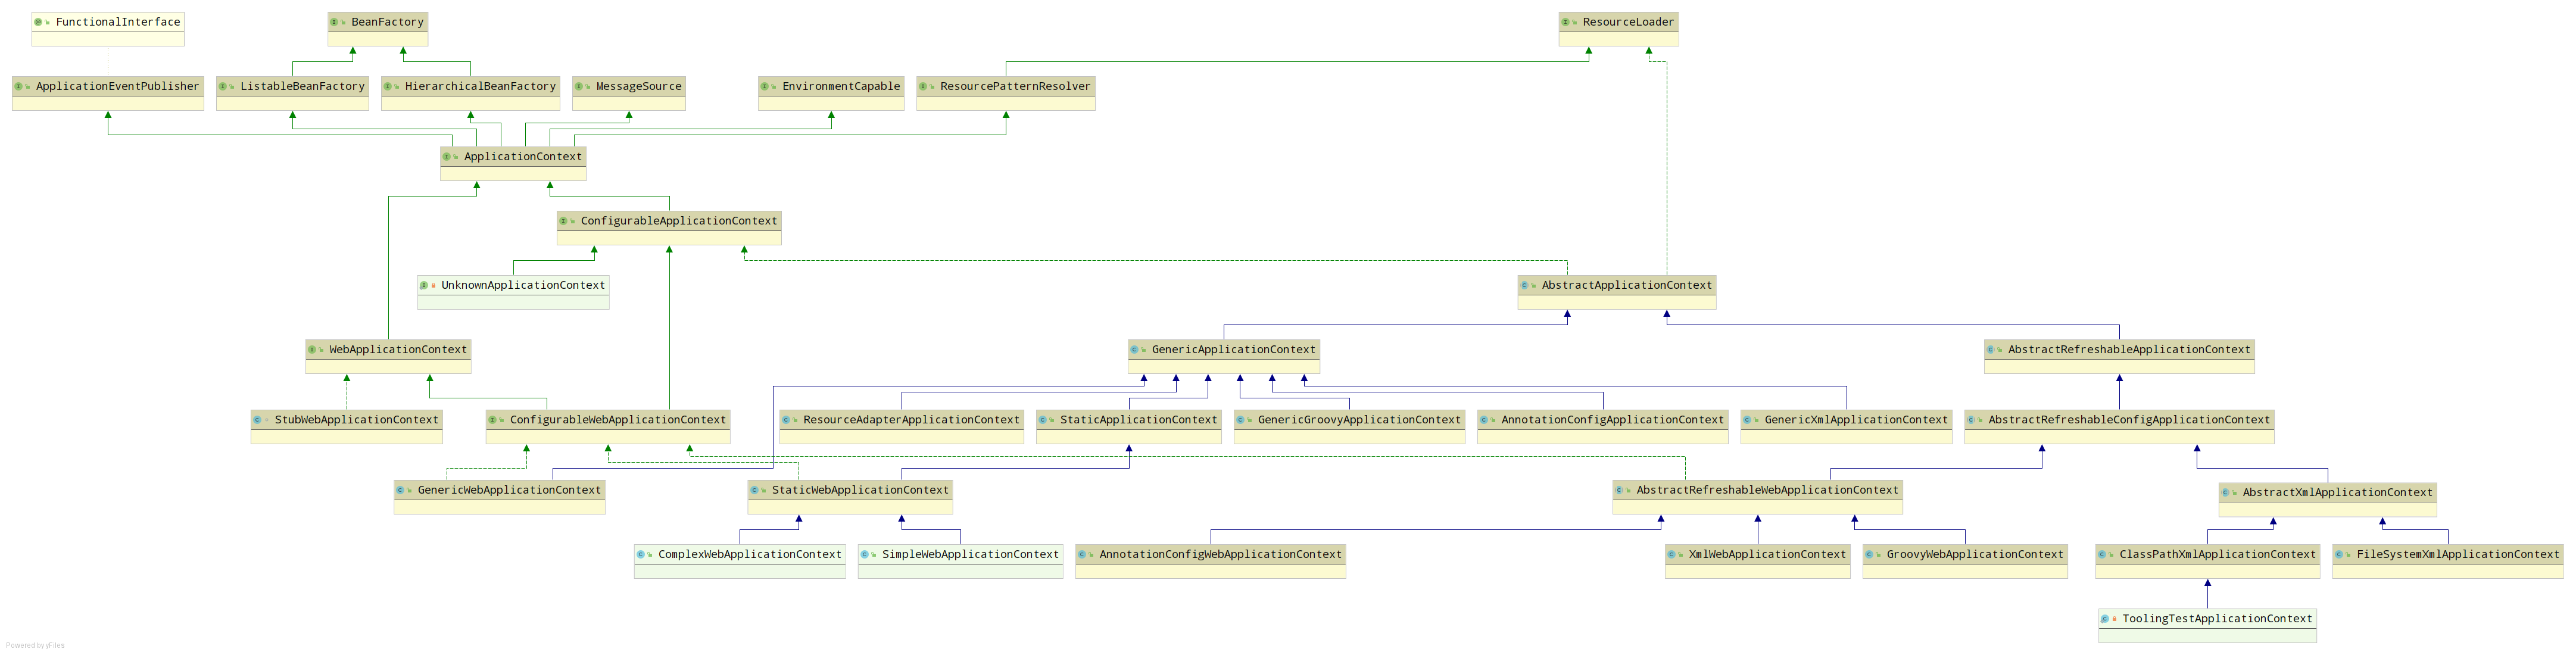 FunctionalInterface
BeanFactory
ResourceLoader
ApplicationEventPublisher
ListableBeanFactory
HierarchicalBeanFactory
MessageSource
EnvironmentCapable
ResourcePatternResolver
ApplicationContext
ConfigurableApplicationContext
UnknownApplicationContext
AbstractApplicationContext
WebApplicationContext
GenericApplicationContext
AbstractRefreshableApplicationContext
StubWebApplicationContext
ConfigurableWebApplicationContext
ResourceAdapterApplicationContext
StaticApplicationContext
GenericGroovyApplicationContext
AnnotationConfigApplicationContext
GenericXmlApplicationContext
AbstractRefreshableConfigApplicationContext
GenericWebApplicationContext
StaticWebApplicationContext
AbstractRefreshableWebApplicationContext
AbstractXmlApplicationContext
ComplexWebApplicationContext
SimpleWebApplicationContext
AnnotationConfigWebApplicationContext
XmlWebApplicationContext
GroovyWebApplicationContext
ClassPathXmlApplicationContext
FileSystemXmlApplicationContext
ToolingTestApplicationContext
Powered by yFiles